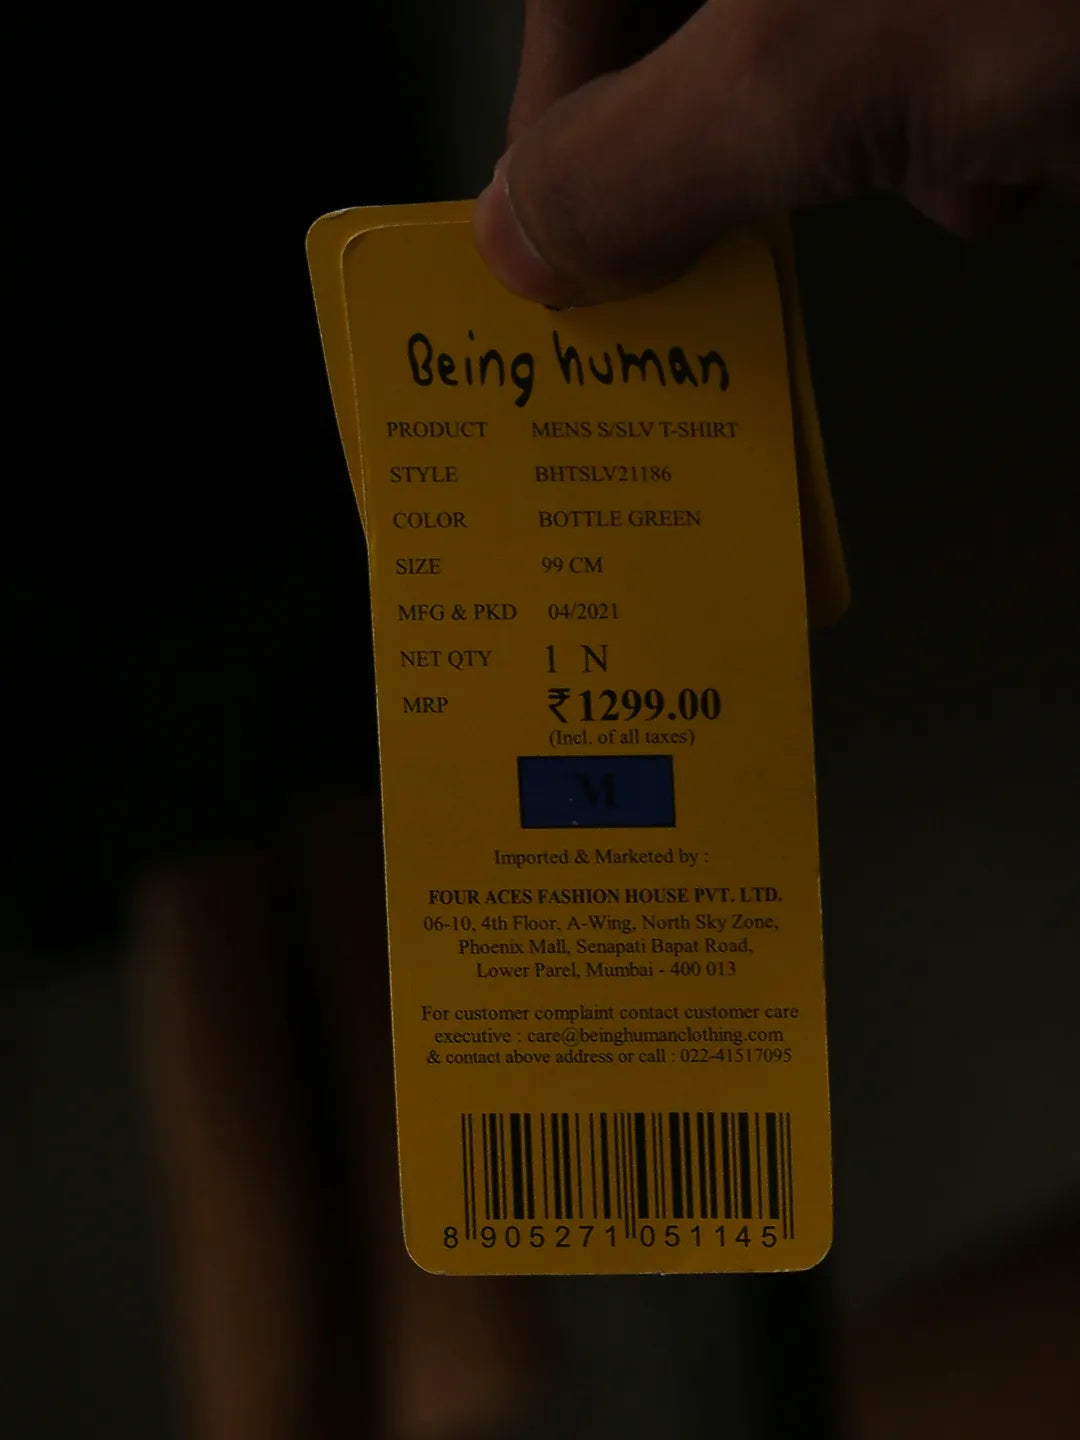 Being human
PRODUCT MENS S/SLV T-SHIRT
STYLE BHTSLV21186
COLOR BOTTLE GREEN
SIZE 99 CM
MFG & PKD 04/2021
NET QTY 1 N
MRP ₹1299.00
(Incl. of all taxes)
M
Imported & Marketed by :
FOUR ACES FASHION HOUSE PVT. LTD.
06-10, 4th Floor, A-Wing, North Sky Zone,
Phoenix Mall, Senapati Bapat Road,
Lower Parel, Mumbai - 400 013
For customer complaint contact customer care
executive : care@beinghumanclothing.com
& contact above address or call : 022-41517095
8 905271 051145